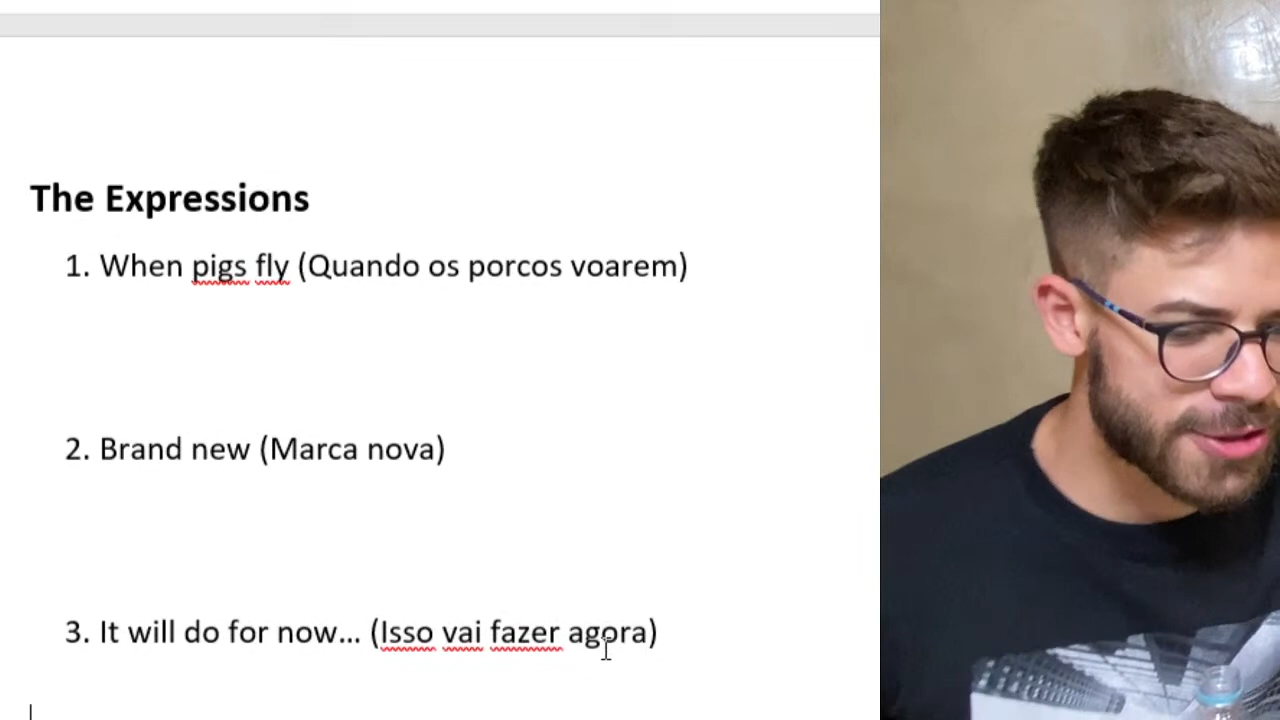 The Expressions
1. When pigs fly (Quando os porcos voarem)
2. Brand new (Marca nova)
3. It will do for now... (Isso vai fazer agora)